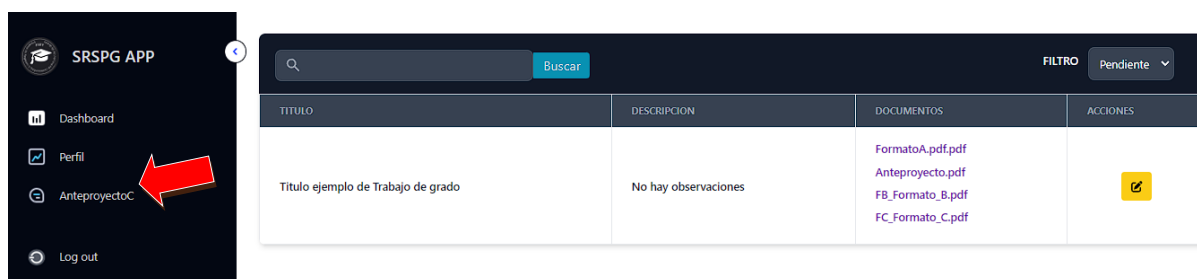 SRSPG APP
Dashboard
Perfil
AnteproyectoC
Log out
Buscar
FILTRO Pendiente
TITULO DESCRIPCION DOCUMENTOS ACCIONES
Titulo ejemplo de Trabajo de grado
No hay observaciones
FormatoA.pdf.pdf
Anteproyecto.pdf
FB_Formato_B.pdf
FC_Formato_C.pdf